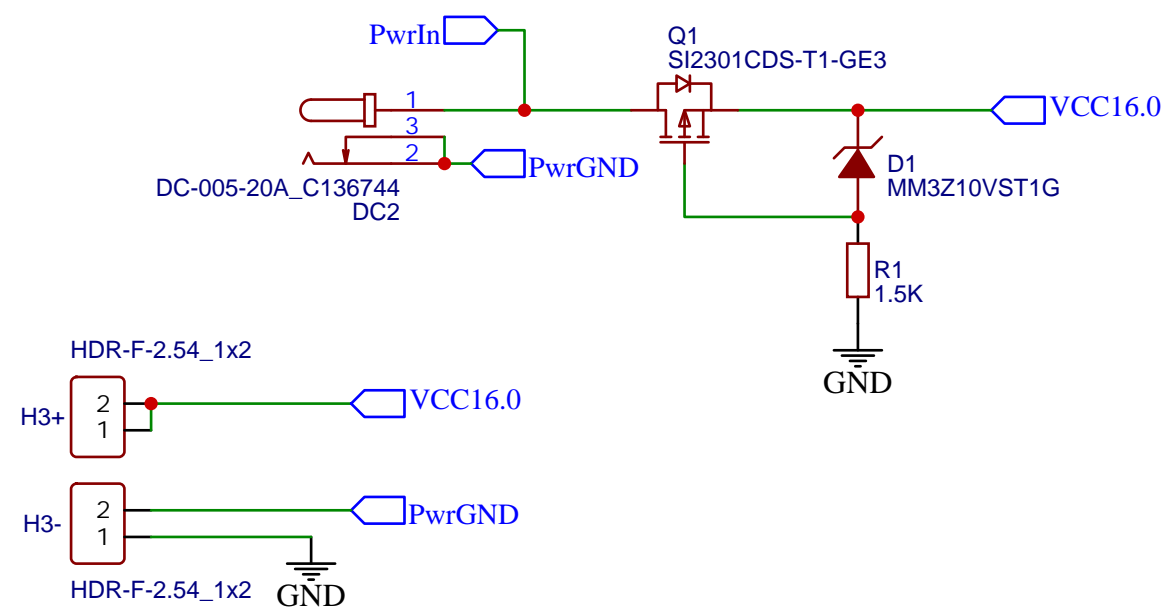 PwrIn
Q1
SI2301CDS-T1-GE3
1
3
2
PwrGND
VCC16.0
DC-005-20A_C136744
DC2
D1
MM3Z10VST1G
R1
1.5K
GND
HDR-F-2.54_1x2
H3+
2
1
VCC16.0
H3-
2
1
PwrGND
GND
HDR-F-2.54_1x2